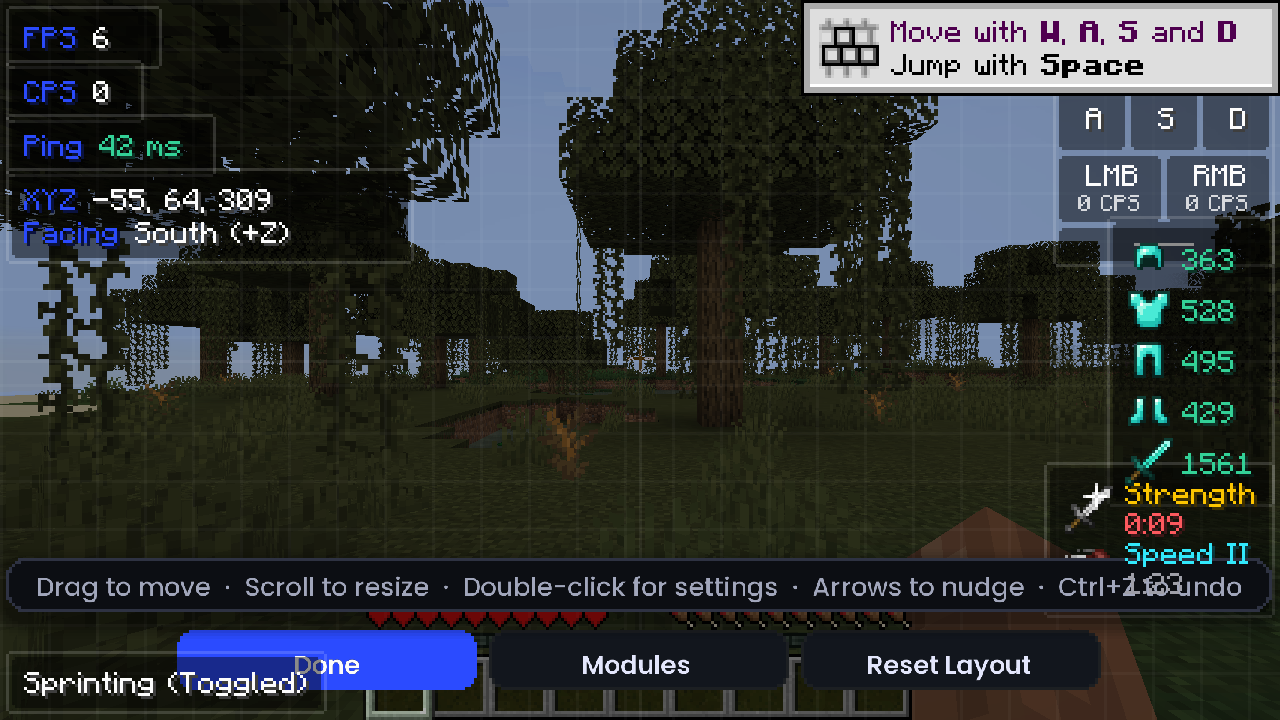 FPS 6
CPS 0
Ping 42 ms
XYZ -55, 64, 309
Facing South (+Z)
Move with W, A, S and D
Jump with Space
A S D
LMB RMB
0 CPS 0 CPS
363
528
495
429
1561
Strength
0:09
Speed II
Drag to move · Scroll to resize · Double-click for settings · Arrows to nudge · Ctrl+Z to undo
Done Modules Reset Layout
Sprinting (Toggled)